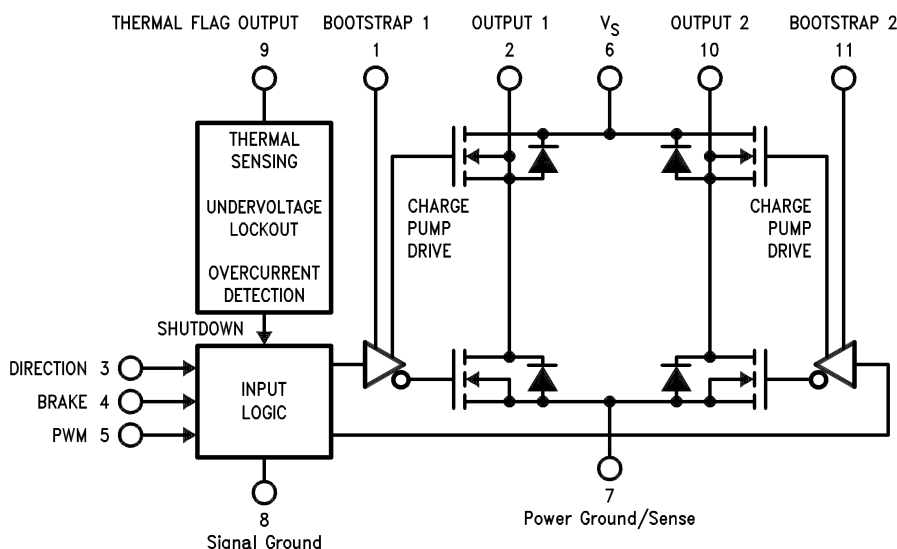 THERMAL FLAG OUTPUT
9
BOOTSTRAP 1
1
OUTPUT 1
2
VS
6
OUTPUT 2
10
BOOTSTRAP 2
11
THERMAL
SENSING
UNDERVOLTAGE
LOCKOUT
OVERCURRENT
DETECTION
CHARGE
PUMP
DRIVE
CHARGE
PUMP
DRIVE
SHUTDOWN
DIRECTION 3
BRAKE 4
PWM 5
INPUT
LOGIC
8
Signal Ground
7
Power Ground/Sense